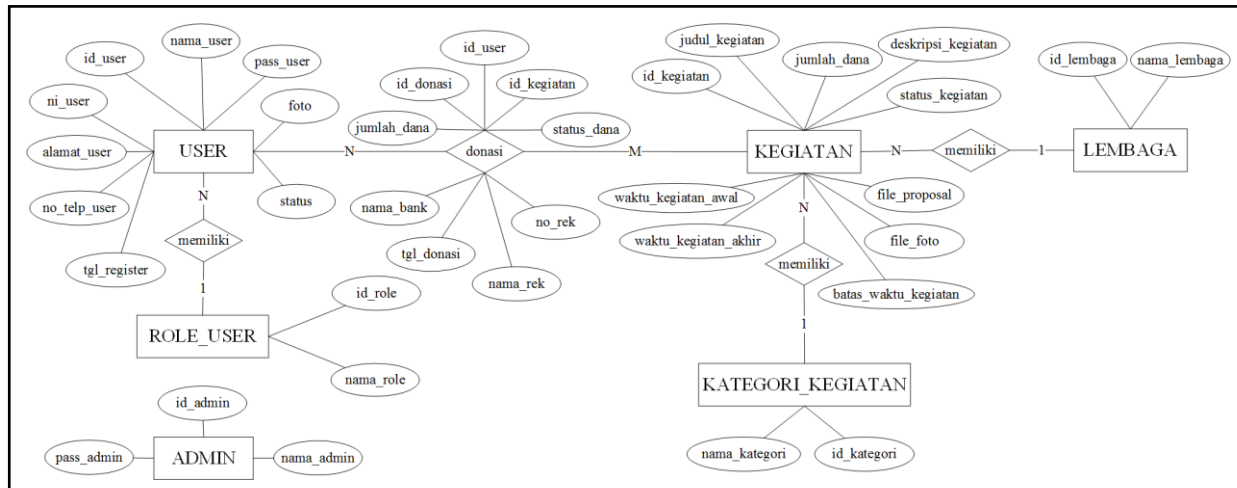 nama_user
id_user
pass_user
ni_user
foto
alamat_user
USER
no_telp_user
status
tgl_register
N
memiliki
1
ROLE_USER
id_role
nama_role
id_admin
pass_admin
ADMIN
nama_admin
N
id_user
id_donasi
id_kegiatan
jumlah_dana
status_dana
donasi
nama_bank
no_rek
tgl_donasi
nama_rek
M
judul_kegiatan
deskripsi_kegiatan
id_kegiatan
jumlah_dana
status_kegiatan
KEGIATAN
waktu_kegiatan_awal
file_proposal
waktu_kegiatan_akhir
file_foto
batas_waktu_kegiatan
N
memiliki
1
KATEGORI_KEGIATAN
nama_kategori
id_kategori
N
memiliki
1
id_lembaga
nama_lembaga
LEMBAGA